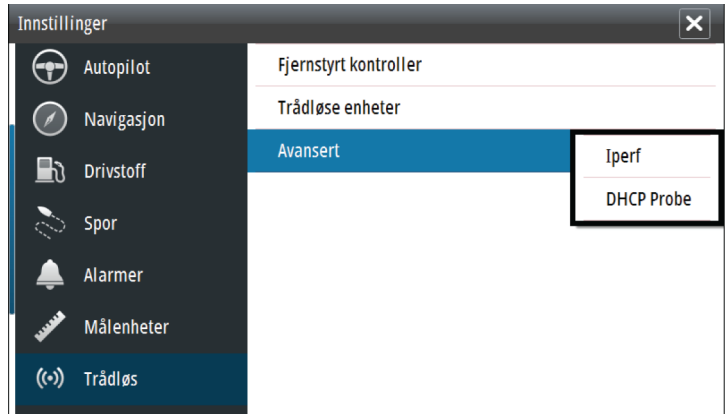 Innstillinger
Autopilot
Navigasjon
Drivstoff
Spor
Alarmer
Målenheter
Trådløs
Fjernstyrt kontroller
Trådløse enheter
Avansert
Iperf
DHCP Probe